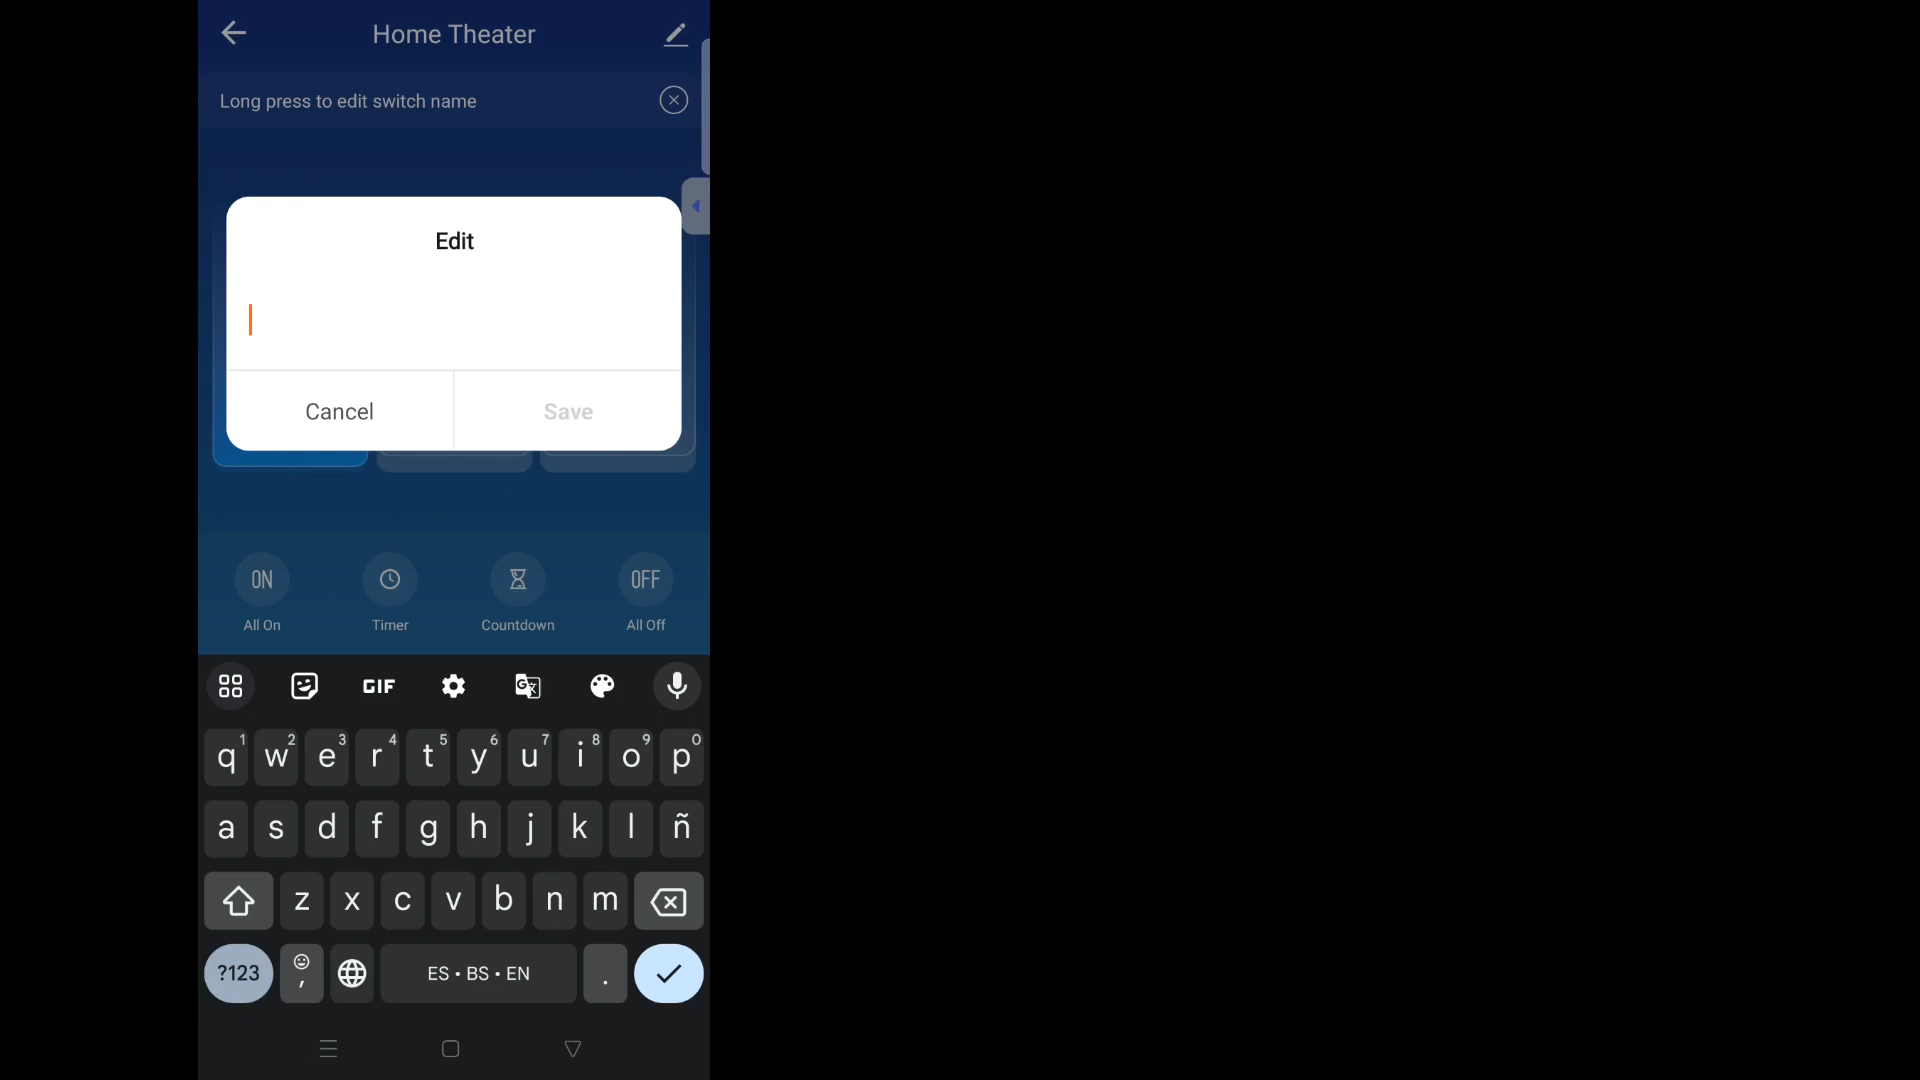 Home Theater
Long press to edit switch name
Edit
Cancel Save
ON OFF
All On Timer Countdown All Off
GIF G
1 2 3 4 5 6 7 8 9 0
q w e r t y u i o p
a s d f g h j k l ñ
z x c v b n m
?123 , ES • BS • EN .